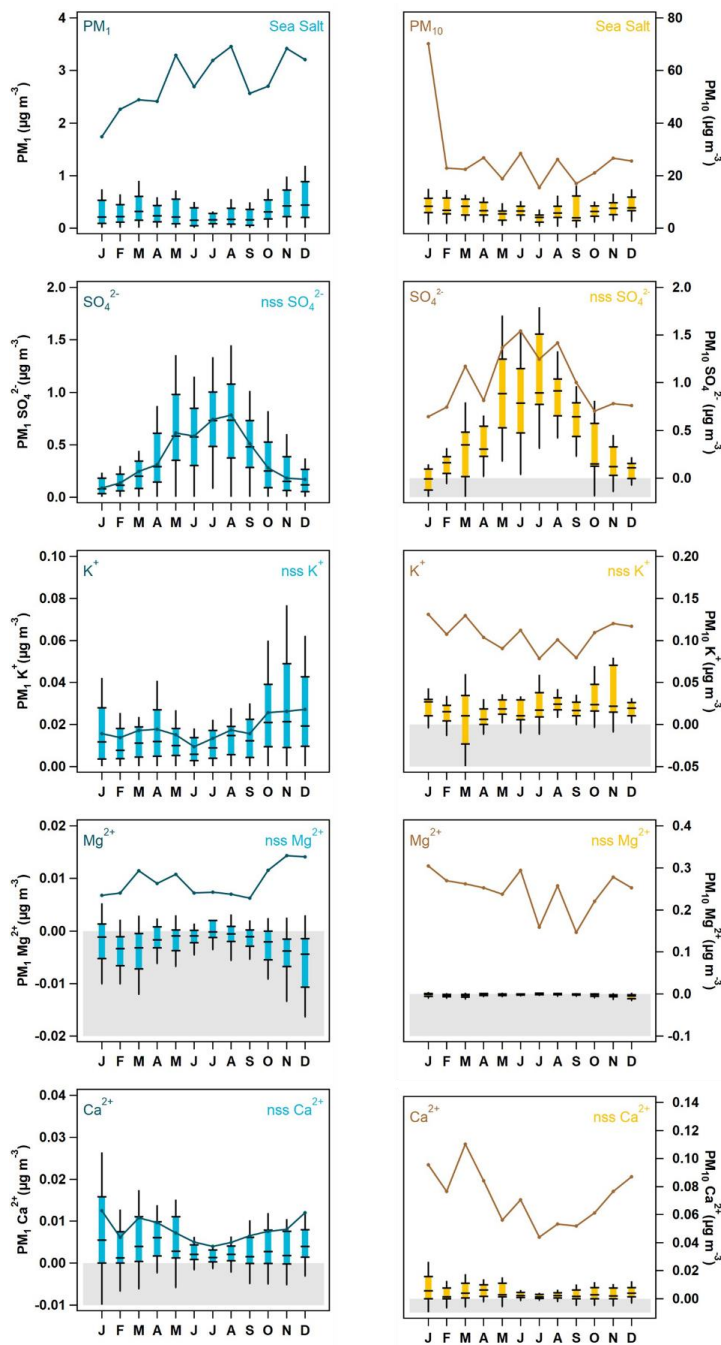 PM₁ Sea Salt
PM₁ (µg m⁻³)
4
3
2
1
0
J F M A M J J A S O N D
PM₁₀ Sea Salt
PM₁₀ (µg m⁻³)
80
60
40
20
0
J F M A M J J A S O N D
SO₄²⁻ nss SO₄²⁻
PM₁ SO₄²⁻ (µg m⁻³)
2.0
1.5
1.0
0.5
0.0
J F M A M J J A S O N D
SO₄²⁻ nss SO₄²⁻
PM₁₀ SO₄²⁻ (µg m⁻³)
2.0
1.5
1.0
0.5
0.0
J F M A M J J A S O N D
K⁺ nss K⁺
PM₁ K⁺ (µg m⁻³)
0.10
0.08
0.06
0.04
0.02
0.00
J F M A M J J A S O N D
K⁺ nss K⁺
PM₁₀ K⁺ (µg m⁻³)
0.20
0.15
0.10
0.05
0.00
-0.05
J F M A M J J A S O N D
Mg²⁺ nss Mg²⁺
PM₁ Mg²⁺ (µg m⁻³)
0.02
0.01
0.00
-0.01
-0.02
J F M A M J J A S O N D
Mg²⁺ nss Mg²⁺
PM₁₀ Mg²⁺ (µg m⁻³)
0.4
0.3
0.2
0.1
0.0
-0.1
J F M A M J J A S O N D
Ca²⁺ nss Ca²⁺
PM₁ Ca²⁺ (µg m⁻³)
0.04
0.03
0.02
0.01
0.00
-0.01
J F M A M J J A S O N D
Ca²⁺ nss Ca²⁺
PM₁₀ Ca²⁺ (µg m⁻³)
0.14
0.12
0.10
0.08
0.06
0.04
0.02
0.00
J F M A M J J A S O N D